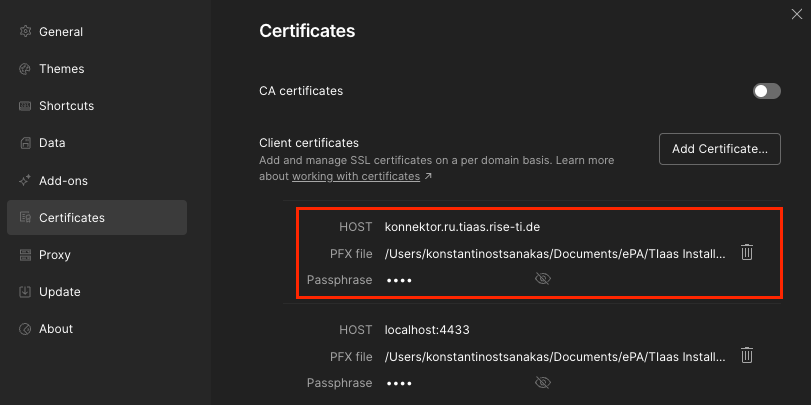 General
Themes
Shortcuts
Data
Add-ons
Certificates
Proxy
Update
About
Certificates
CA certificates
Client certificates
Add and manage SSL certificates on a per domain basis. Learn more
about working with certificates ↗
Add Certificate...
HOST konnektor.ru.tiaas.rise-ti.de
PFX file /Users/konstantinostsanakas/Documents/ePA/TIaas Install...
Passphrase ••••
HOST localhost:4433
PFX file /Users/konstantinostsanakas/Documents/ePA/TIaas Install...
Passphrase ••••